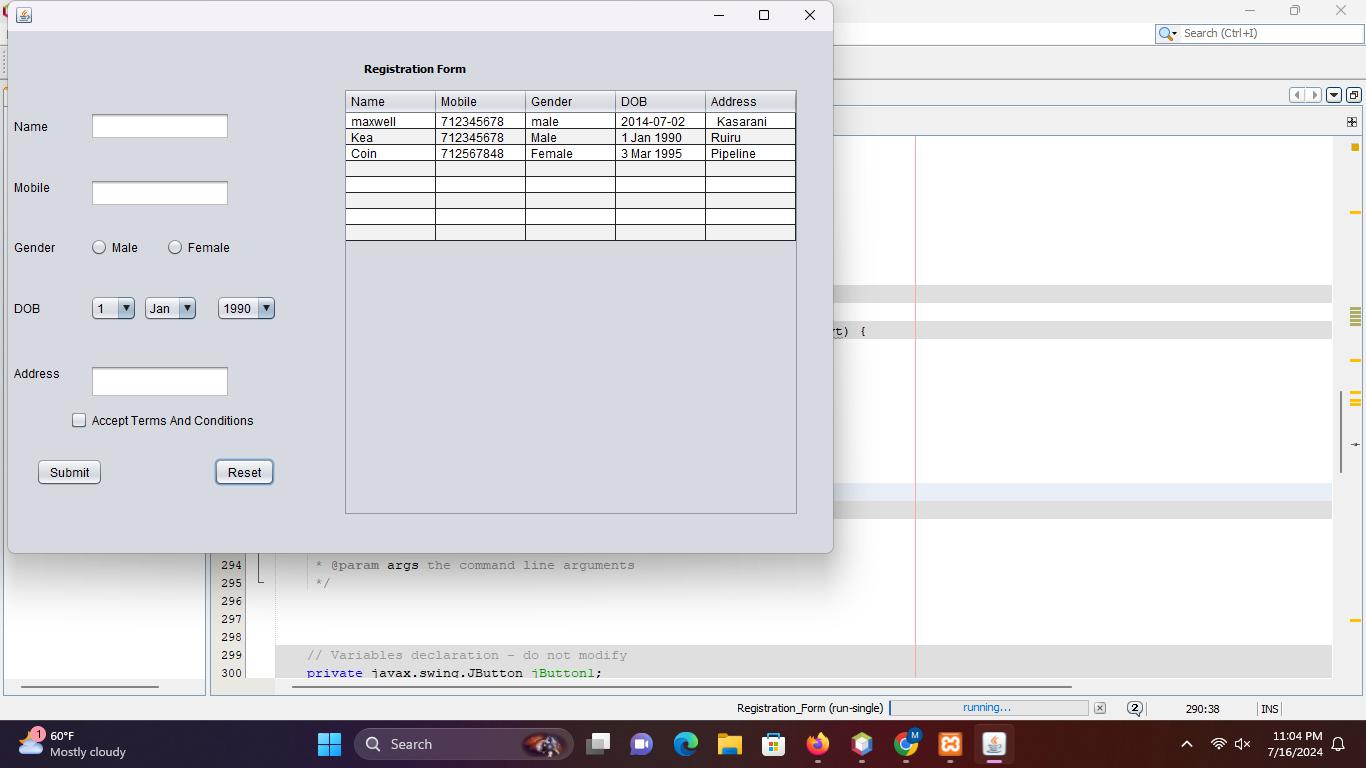 Search (Ctrl+I)
Registration Form
Name Mobile Gender DOB Address
maxwell 712345678 male 2014-07-02 Kasarani
Kea 712345678 Male 1 Jan 1990 Ruiru
Coin 712567848 Female 3 Mar 1995 Pipeline
Name
Mobile
Gender Male Female
DOB 1 Jan 1990
Address
Accept Terms And Conditions
Submit Reset
) {
294 * @param args the command line arguments
295 */
296
297
298
299 // Variables declaration - do not modify
300 private javax.swing.JButton jButton1;
Registration_Form (run-single) running... 2 290:38 INS
1 60°F
Mostly cloudy
Search
M
11:04 PM
7/16/2024